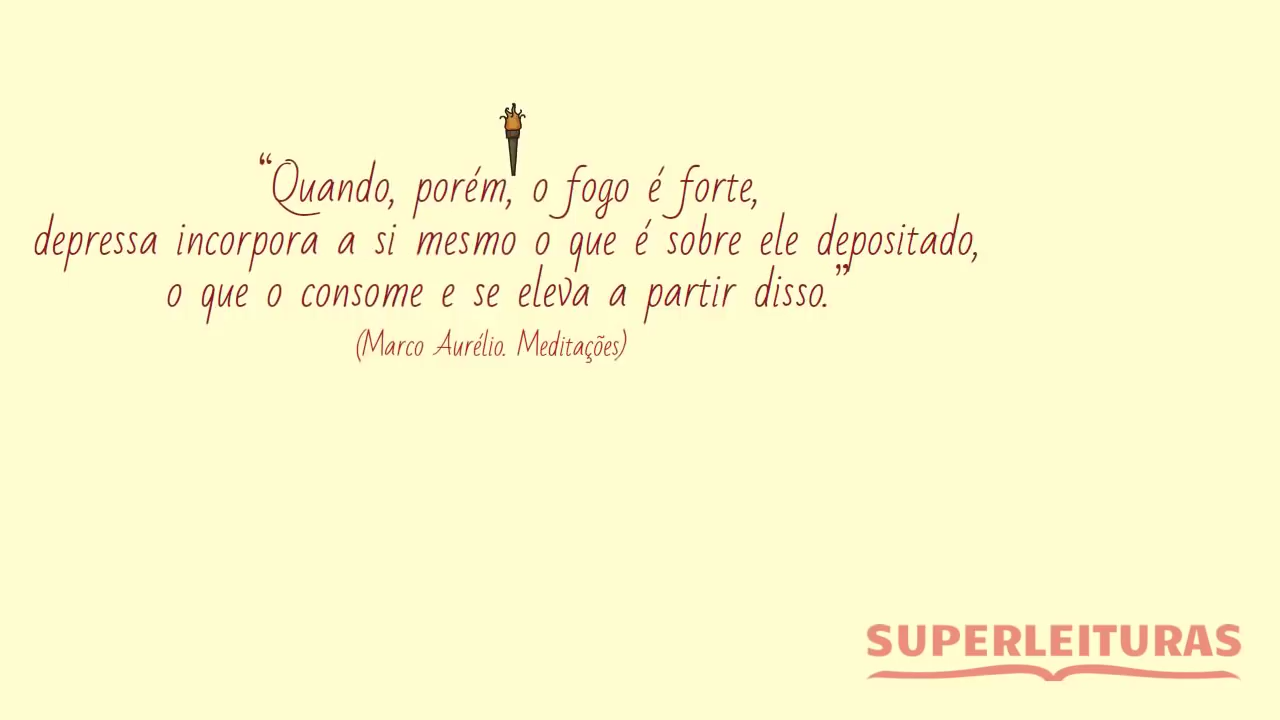 “Quando, porém, o fogo é forte,
depressa incorpora a si mesmo o que é sobre ele depositado,
o que o consome e se eleva a partir disso.”
(Marco Aurélio. Meditações)
SUPERLEITURAS